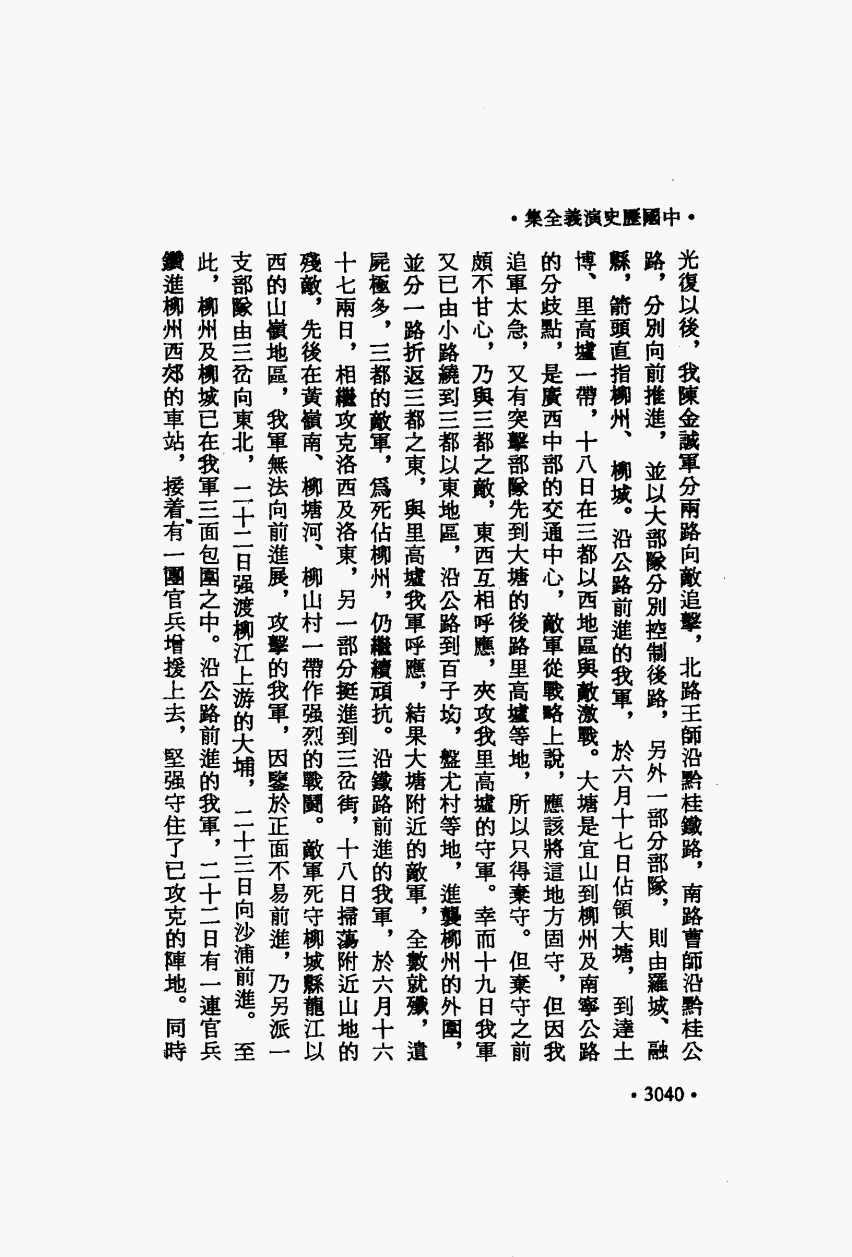 •中國歷史演義全集•
光復以後，我陳金誠軍分兩路向敵追擊，北路王師沿黔桂鐵路，南路曹師沿黔桂公
路，分別向前推進，並以大部隊分別控制後路，另外一部分部隊，則由羅城、融
縣，箭頭直指柳州、柳城。沿公路前進的我軍，於六月十七日佔領大塘，到達土
博、里高墟一帶，十八日在三都以西地區與敵激戰。大塘是宜山到柳州及南寧公路
的分歧點，是廣西中部的交通中心，敵軍從戰略上說，應該將這地方固守，但因我
追軍太急，又有突擊部隊先到大塘的後路里高墟等地，所以只得棄守。但棄守之前
頗不甘心，乃與三都之敵，東西互相呼應，夾攻我里高墟的守軍。幸而十九日我軍
又已由小路繞到三都以東地區，沿公路到百子坳，盤尤村等地，進襲柳州的外圍，
並分一路折返三都之東，與里高墟我軍呼應，結果大塘附近的敵軍，全數就殲，遺
屍極多，三都的敵軍，爲死佔柳州，仍繼續頑抗。沿鐵路前進的我軍，於六月十六
十七兩日，相繼攻克洛西及洛東，另一部分挺進到三岔街，十八日掃蕩附近山地的
殘敵，先後在黃嶺南、柳塘河、柳山村一帶作强烈的戰鬭。敵軍死守柳城縣龍江以
西的山嶺地區，我軍無法向前進展，攻擊的我軍，因鑒於正面不易前進，乃另派一
支部隊由三岔向東北，二十二日强渡柳江上游的大埔，二十三日向沙浦前進。至
此，柳州及柳城已在我軍三面包圍之中。沿公路前進的我軍，二十二日有一連官兵
鑽進柳州西郊的車站，接着有一團官兵增援上去，堅强守住了已攻克的陣地。同時
•3040•